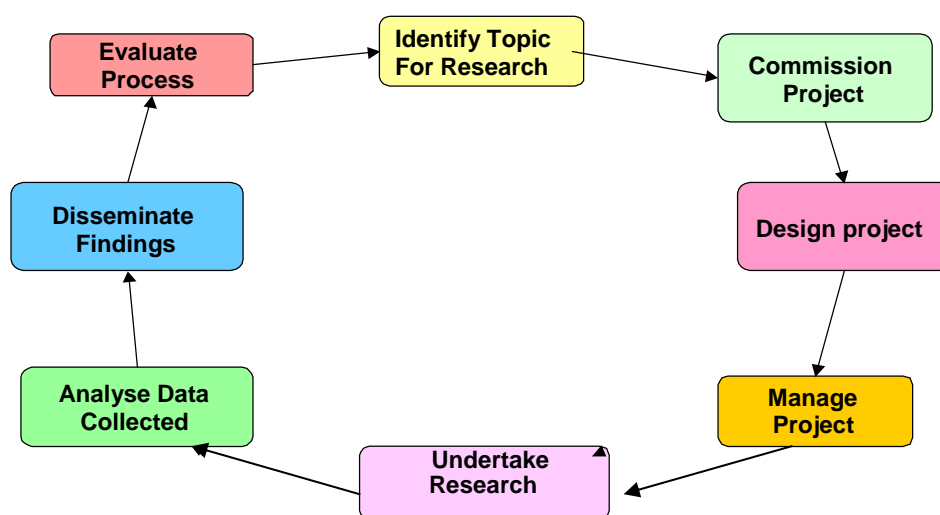 Identify Topic
For Research
Commission
Project
Design project
Manage
Project
Undertake
Research
Analyse Data
Collected
Disseminate
Findings
Evaluate
Process